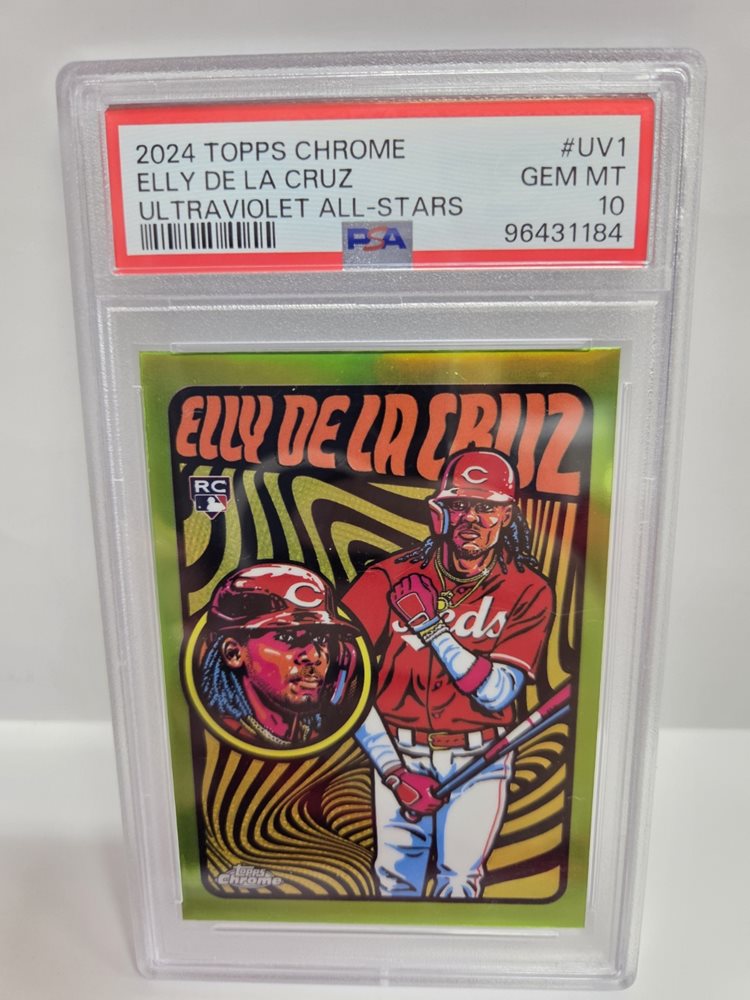 2024 TOPPS CHROME #UV1
ELLY DE LA CRUZ GEM MT
ULTRAVIOLET ALL-STARS 10
PSA 96431184
ELLY DE LA CRUZ
RC
C
C
Reds
Topps
Chrome